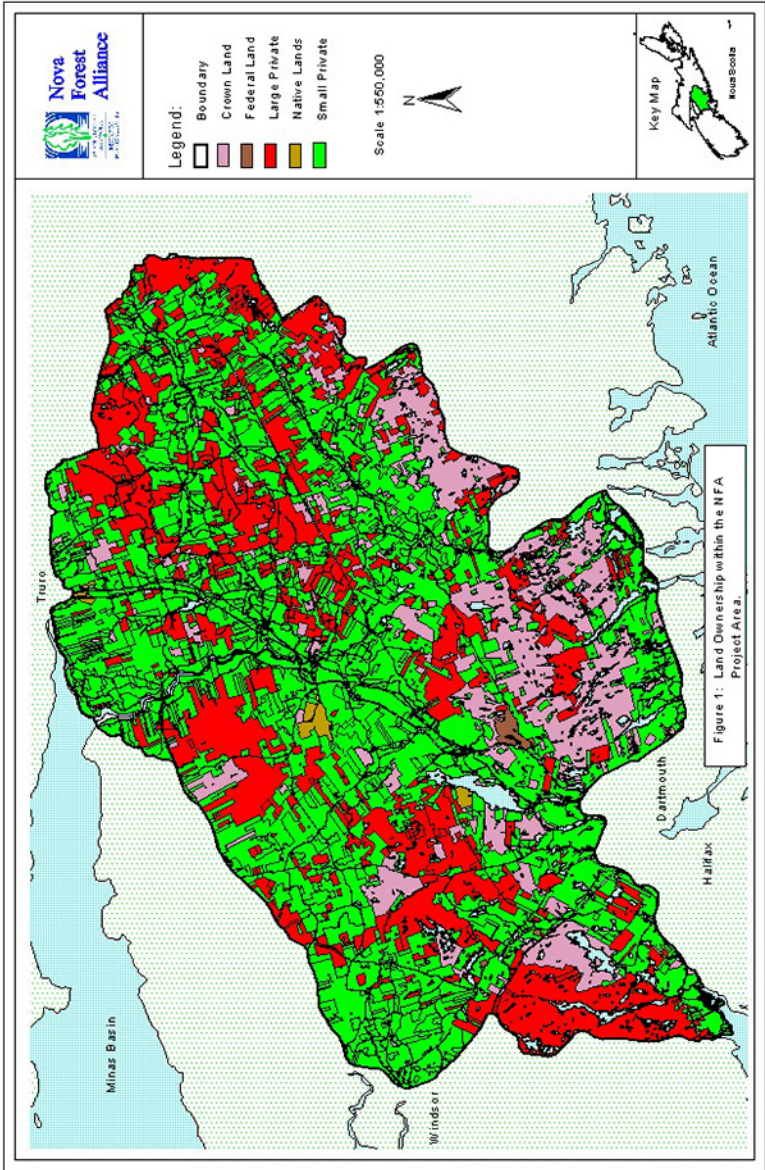 Nova
Forest
Alliance
Legend:
Boundary
Crown Land
Federal Land
Large Private
Native Lands
Small Private
Scale 1:550,000
N
Key Map
Nova Scotia
Truro
Minas Basin
Windsor
Halifax
Dartmouth
Atlantic Ocean
Figure 1: Land Ownership within the NFA
Project Area.